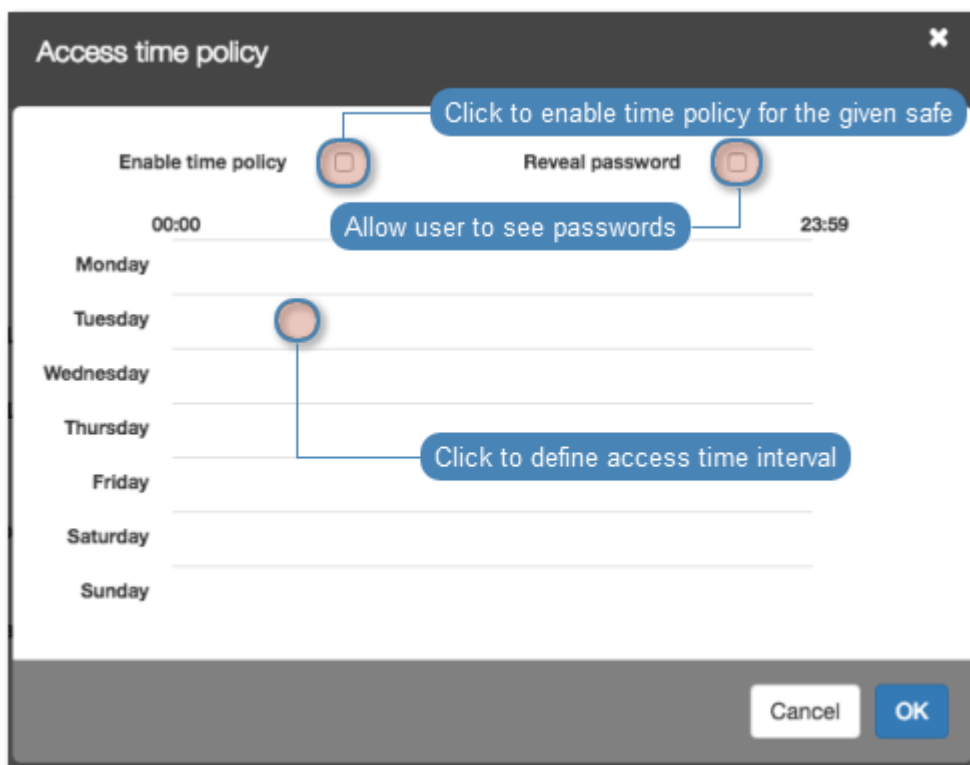 Access time policy
Click to enable time policy for the given safe
Enable time policy
Reveal password
Allow user to see passwords
00:00
23:59
Monday
Tuesday
Wednesday
Thursday
Click to define access time interval
Friday
Saturday
Sunday
Cancel
OK